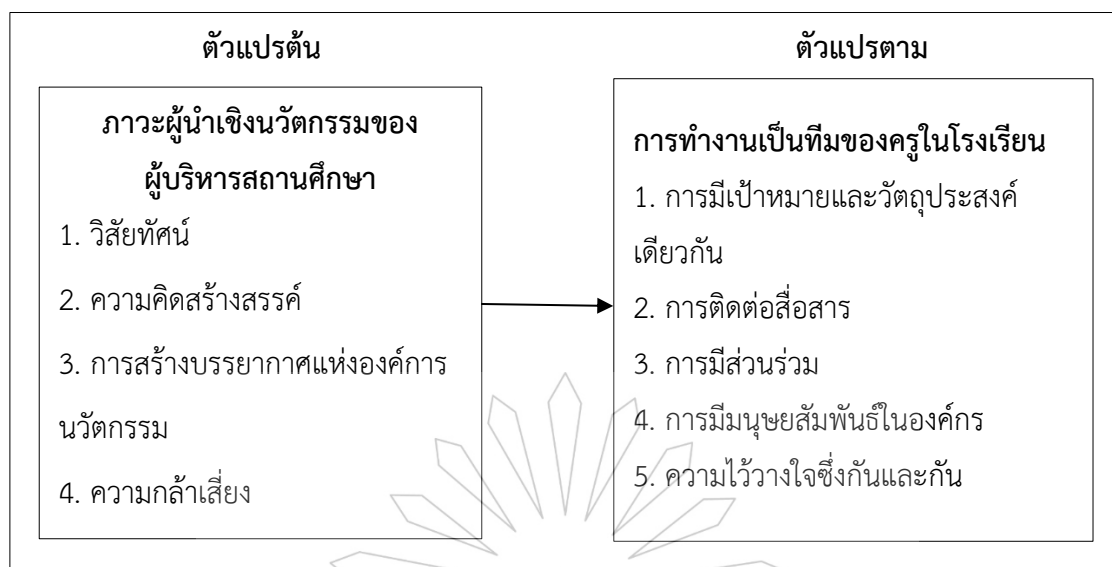 ตัวแปรต้น
ภาวะผู้นำเชิงนวัตกรรมของ
ผู้บริหารสถานศึกษา
1. วิสัยทัศน์
2. ความคิดสร้างสรรค์
3. การสร้างบรรยากาศแห่งองค์การ
นวัตกรรม
4. ความกล้าเสี่ยง
ตัวแปรตาม
การทำงานเป็นทีมของครูในโรงเรียน
1. การมีเป้าหมายและวัตถุประสงค์
เดียวกัน
2. การติดต่อสื่อสาร
3. การมีส่วนร่วม
4. การมีมนุษยสัมพันธ์ในองค์กร
5. ความไว้วางใจซึ่งกันและกัน